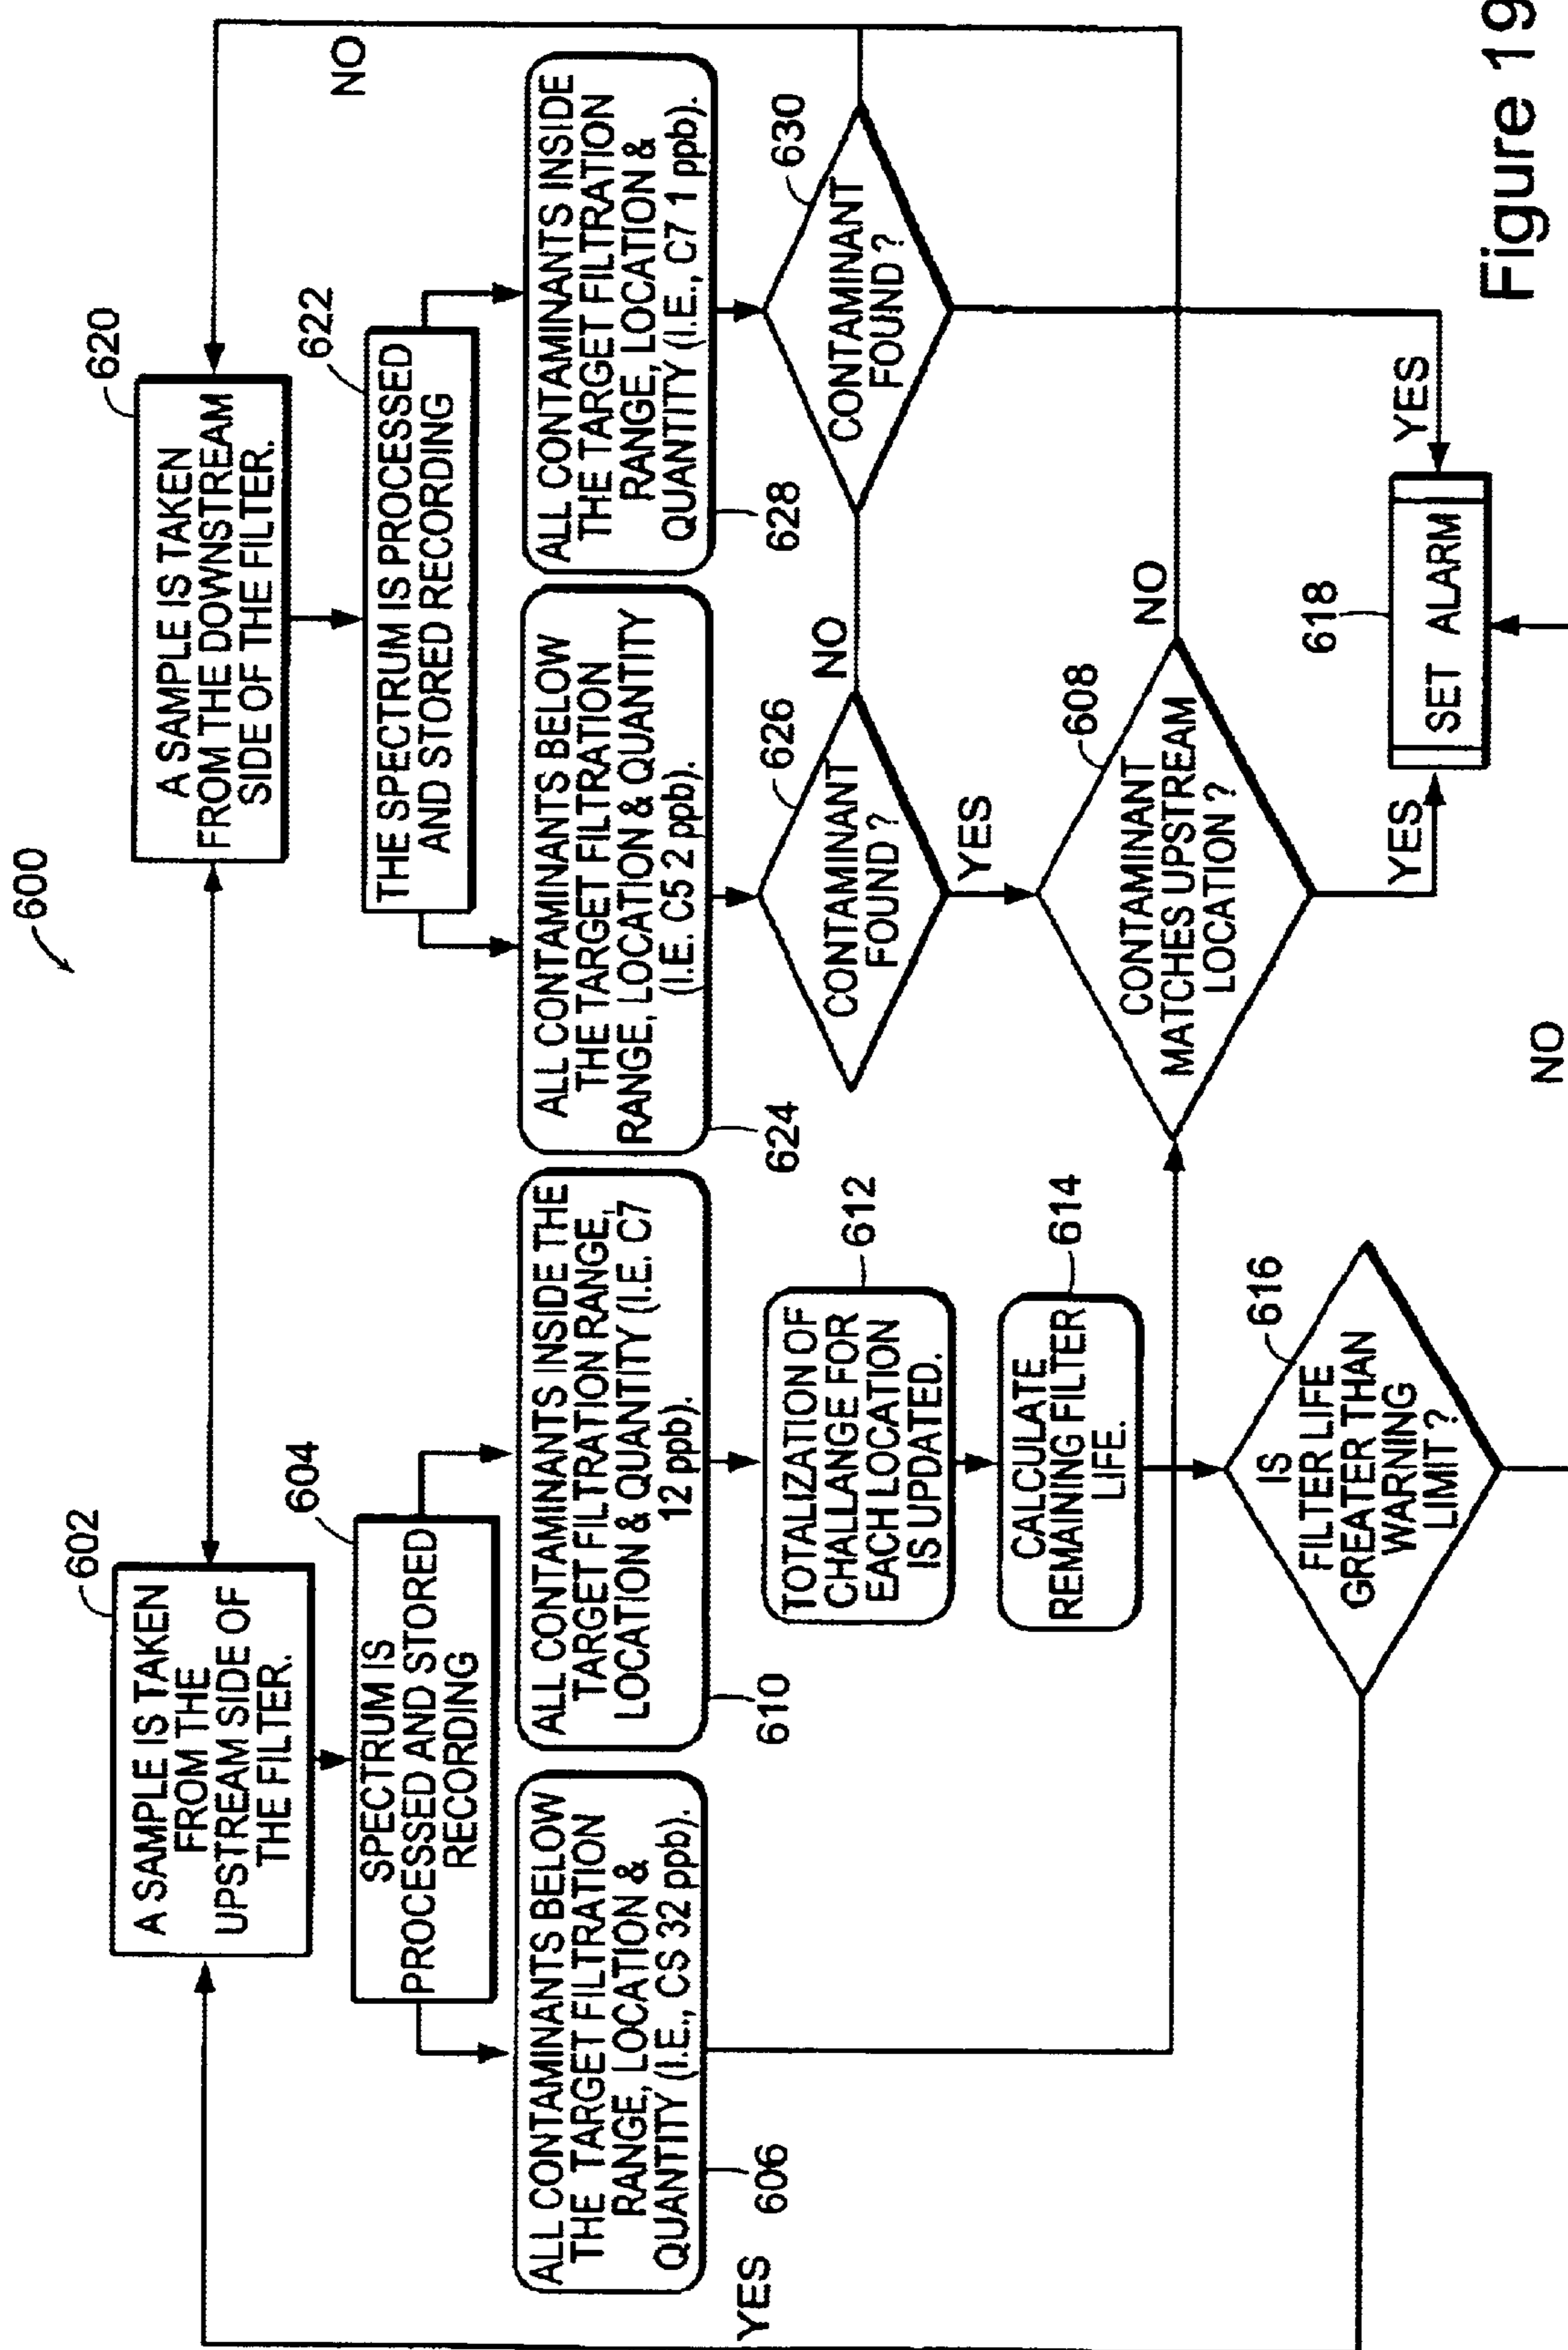 600
602
A SAMPLE IS TAKEN
FROM THE
UPSTREAM SIDE OF
THE FILTER.
620
A SAMPLE IS TAKEN
FROM THE DOWNSTREAM
SIDE OF THE FILTER.
604
SPECTRUM IS
PROCESSED AND STORED
RECORDING
622
THE SPECTRUM IS PROCESSED
AND STORED RECORDING
NO
ALL CONTAMINANTS BELOW
THE TARGET FILTRATION
RANGE, LOCATION &
QUANTITY (I.E., CS 32 ppb).
606
ALL CONTAMINANTS INSIDE THE
TARGET FILTRATION RANGE,
LOCATION & QUANTITY (I.E. C7
12 ppb).
610
ALL CONTAMINANTS BELOW
THE TARGET FILTRATION
RANGE, LOCATION & QUANTITY
(I.E. C5 2 ppb).
624
ALL CONTAMINANTS INSIDE
THE TARGET FILTRATION
RANGE, LOCATION &
QUANTITY (I.E., C7 1 ppb).
628
YES
612
TOTALIZATION OF
CHALLANGE FOR
EACH LOCATION
IS UPDATED.
626
CONTAMINANT
FOUND ?
NO
630
CONTAMINANT
FOUND ?
YES
614
CALCULATE
REMAINING FILTER
LIFE.
608
CONTAMINANT
MATCHES UPSTREAM
LOCATION ?
NO
616
IS
FILTER LIFE
GREATER THAN
WARNING
LIMIT ?
YES
618
SET ALARM
YES
NO
Figure 19